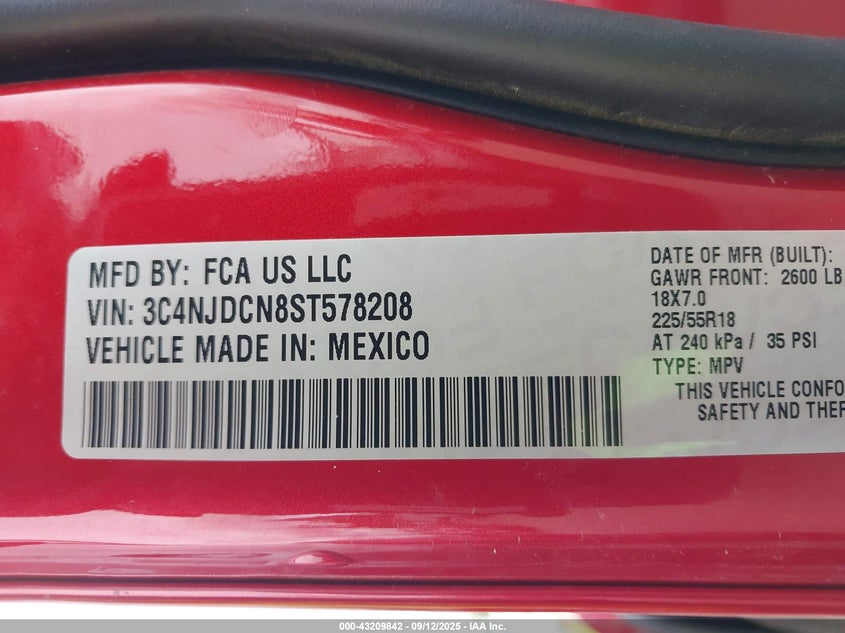 MFD BY: FCA US LLC
VIN: 3C4NJDCN8ST578208
VEHICLE MADE IN: MEXICO
DATE OF MFR (BUILT):
GAWR FRONT: 2600 LB
18X7.0
225/55R18
AT 240 kPa / 35 PSI
TYPE: MPV
THIS VEHICLE CONFO
SAFETY AND THEF
000-43209842 - 09/12/2025 - IAA Inc.